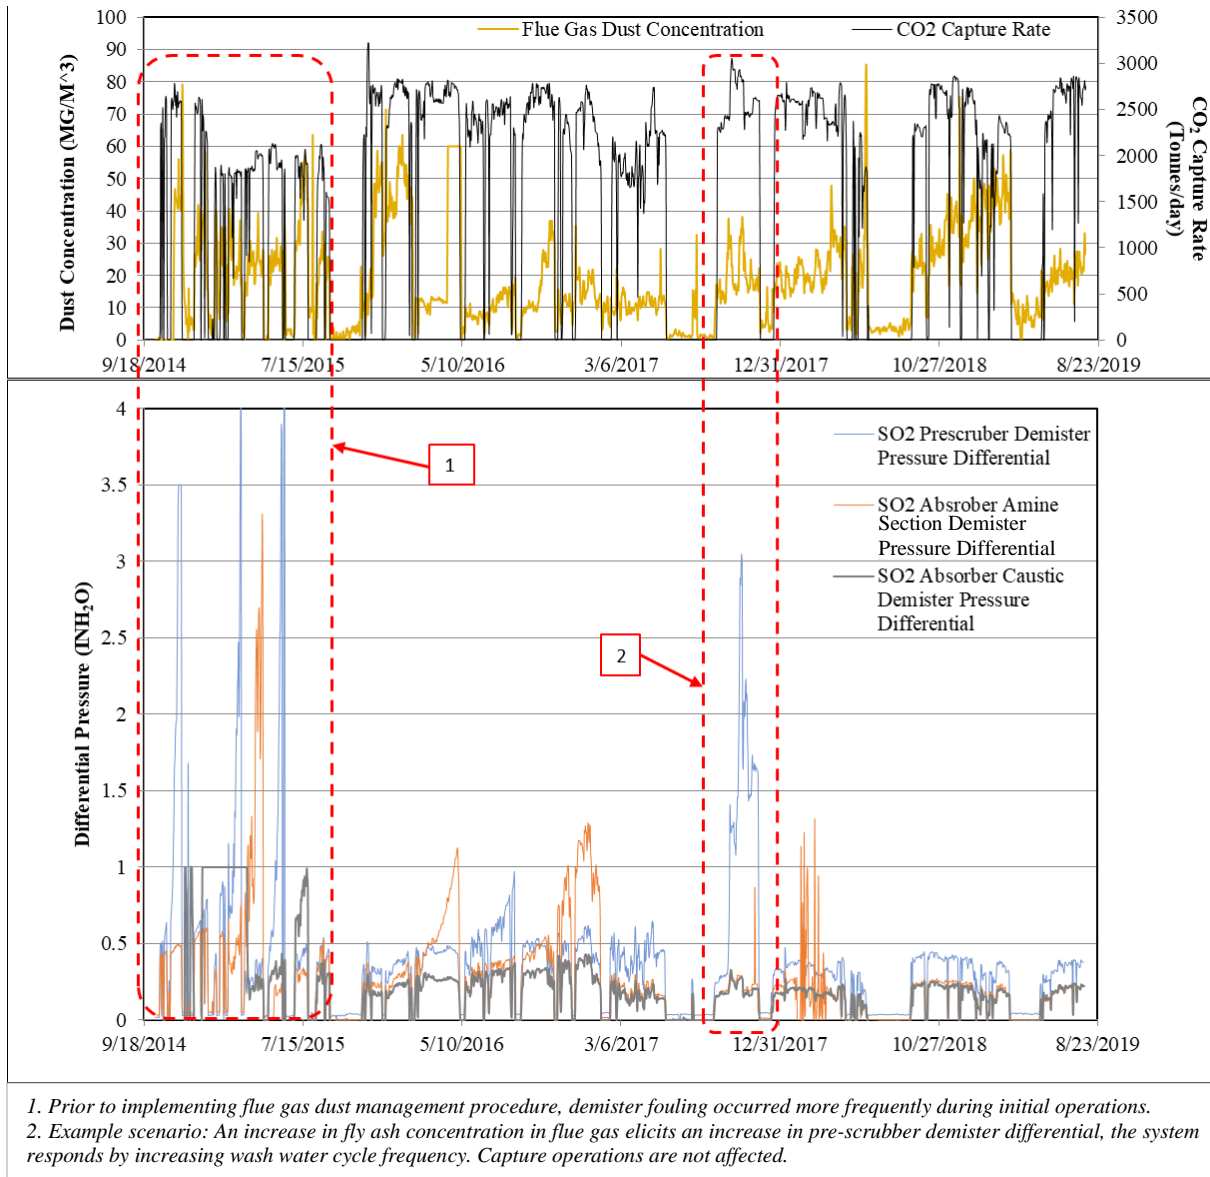 Flue Gas Dust Concentration
CO2 Capture Rate
Dust Concentration (MG/M^3)
100
90
80
70
60
50
40
30
20
10
0
3500
3000
2500
2000
1500
1000
500
0
CO₂ Capture Rate
(Tonnes/day)
9/18/2014
7/15/2015
5/10/2016
3/6/2017
12/31/2017
10/27/2018
8/23/2019
Differential Pressure (INH₂O)
4
3.5
3
2.5
2
1.5
1
0.5
0
SO2 Prescruber Demister
Pressure Differential
SO2 Absrober Amine
Section Demister
Pressure Differential
SO2 Absorber Caustic
Demister Pressure
Differential
1
2
9/18/2014
7/15/2015
5/10/2016
3/6/2017
12/31/2017
10/27/2018
8/23/2019
1. Prior to implementing flue gas dust management procedure, demister fouling occurred more frequently during initial operations.
2. Example scenario: An increase in fly ash concentration in flue gas elicits an increase in pre-scrubber demister differential, the system
responds by increasing wash water cycle frequency. Capture operations are not affected.